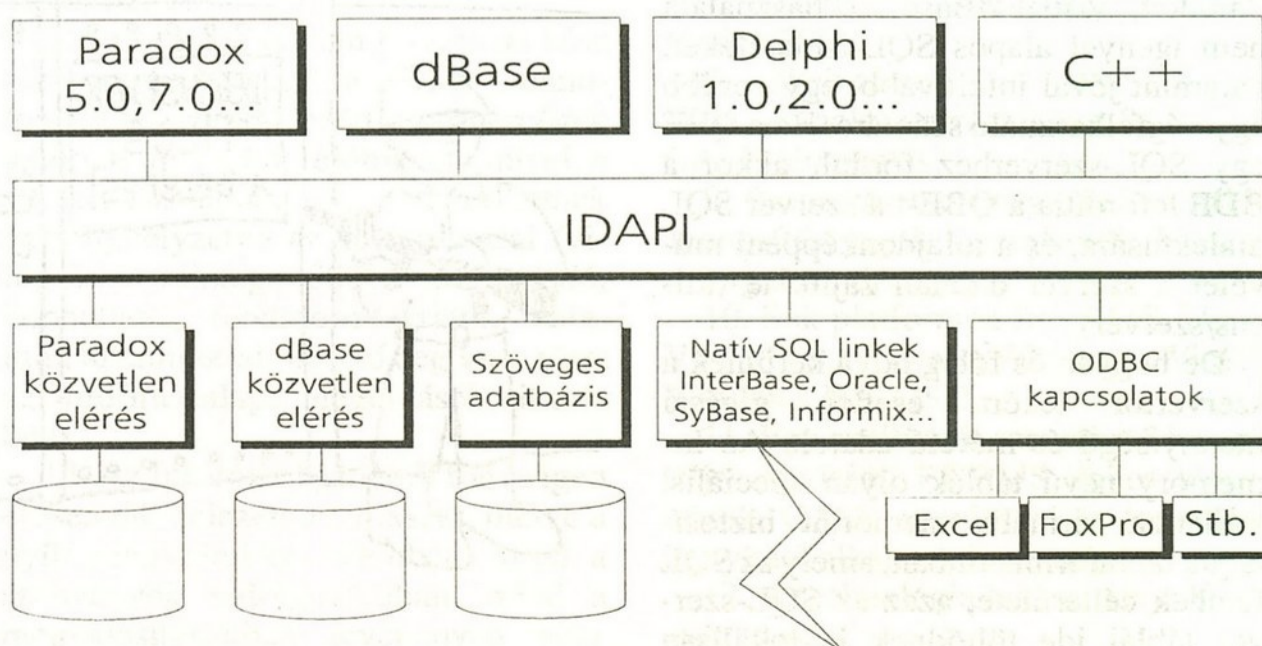 Paradox
5.0,7.0...
dBase
Delphi
1.0,2.0...
C++
IDAPI
Paradox
közvetlen
elérés
dBase
közvetlen
elérés
Szöveges
adatbázis
Natív SQL linkek
InterBase, Oracle,
SyBase, Informix...
ODBC
kapcsolatok
Excel
FoxPro
Stb.